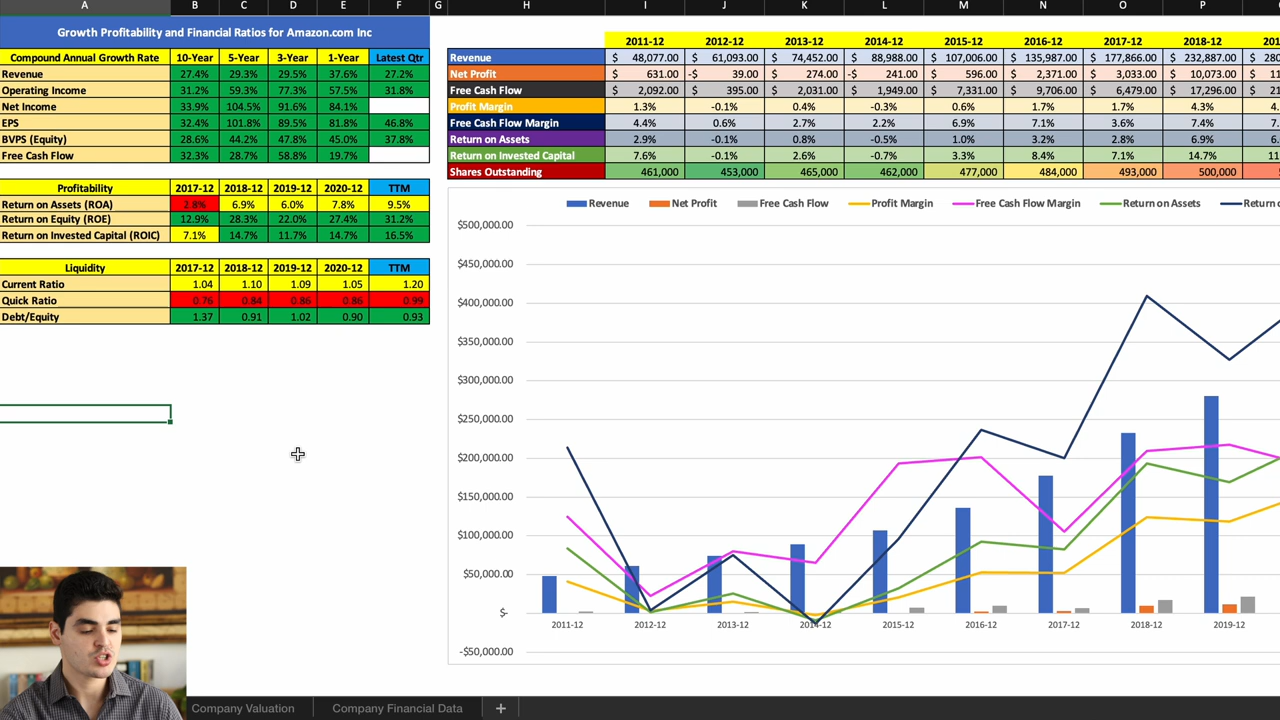 A B C D E F G H I J K L M N O P
Growth Profitability and Financial Ratios for Amazon.com Inc
Compound Annual Growth Rate 10-Year 5-Year 3-Year 1-Year Latest Qtr
Revenue 27.4% 29.3% 29.5% 37.6% 27.2%
Operating Income 31.2% 59.3% 77.3% 57.5% 31.8%
Net Income 33.9% 104.5% 91.6% 84.1%
EPS 32.4% 101.8% 89.5% 81.8% 46.8%
BVPS (Equity) 28.6% 44.2% 47.8% 45.0% 37.8%
Free Cash Flow 32.3% 28.7% 58.8% 19.7%
Profitability 2017-12 2018-12 2019-12 2020-12 TTM
Return on Assets (ROA) 2.8% 6.9% 6.0% 7.8% 9.5%
Return on Equity (ROE) 12.9% 28.3% 22.0% 27.4% 31.2%
Return on Invested Capital (ROIC) 7.1% 14.7% 11.7% 14.7% 16.5%
Liquidity 2017-12 2018-12 2019-12 2020-12 TTM
Current Ratio 1.04 1.10 1.09 1.05 1.20
Quick Ratio 0.76 0.84 0.86 0.86 0.99
Debt/Equity 1.37 0.91 1.02 0.90 0.93
2011-12 2012-12 2013-12 2014-12 2015-12 2016-12 2017-12 2018-12 201
Revenue $ 48,077.00 $ 61,093.00 $ 74,452.00 $ 88,988.00 $ 107,006.00 $ 135,987.00 $ 177,866.00 $ 232,887.00 $ 280
Net Profit $ 631.00 -$ 39.00 $ 274.00 -$ 241.00 $ 596.00 $ 2,371.00 $ 3,033.00 $ 10,073.00 $ 11
Free Cash Flow $ 2,092.00 $ 395.00 $ 2,031.00 $ 1,949.00 $ 7,331.00 $ 9,706.00 $ 6,479.00 $ 17,296.00 $ 21
Profit Margin 1.3% -0.1% 0.4% -0.3% 0.6% 1.7% 1.7% 4.3% 4.
Free Cash Flow Margin 4.4% 0.6% 2.7% 2.2% 6.9% 7.1% 3.6% 7.4% 7.
Return on Assets 2.9% -0.1% 0.8% -0.5% 1.0% 3.2% 2.8% 6.9% 6.
Return on Invested Capital 7.6% -0.1% 2.6% -0.7% 3.3% 8.4% 7.1% 14.7% 11
Shares Outstanding 461,000 453,000 465,000 462,000 477,000 484,000 493,000 500,000
Revenue Net Profit Free Cash Flow Profit Margin Free Cash Flow Margin Return on Assets Return o
$500,000.00
$450,000.00
$400,000.00
$350,000.00
$300,000.00
$250,000.00
$200,000.00
$150,000.00
$100,000.00
$50,000.00
$-
-$50,000.00
2011-12 2012-12 2013-12 2014-12 2015-12 2016-12 2017-12 2018-12 2019-12
Company Valuation Company Financial Data +